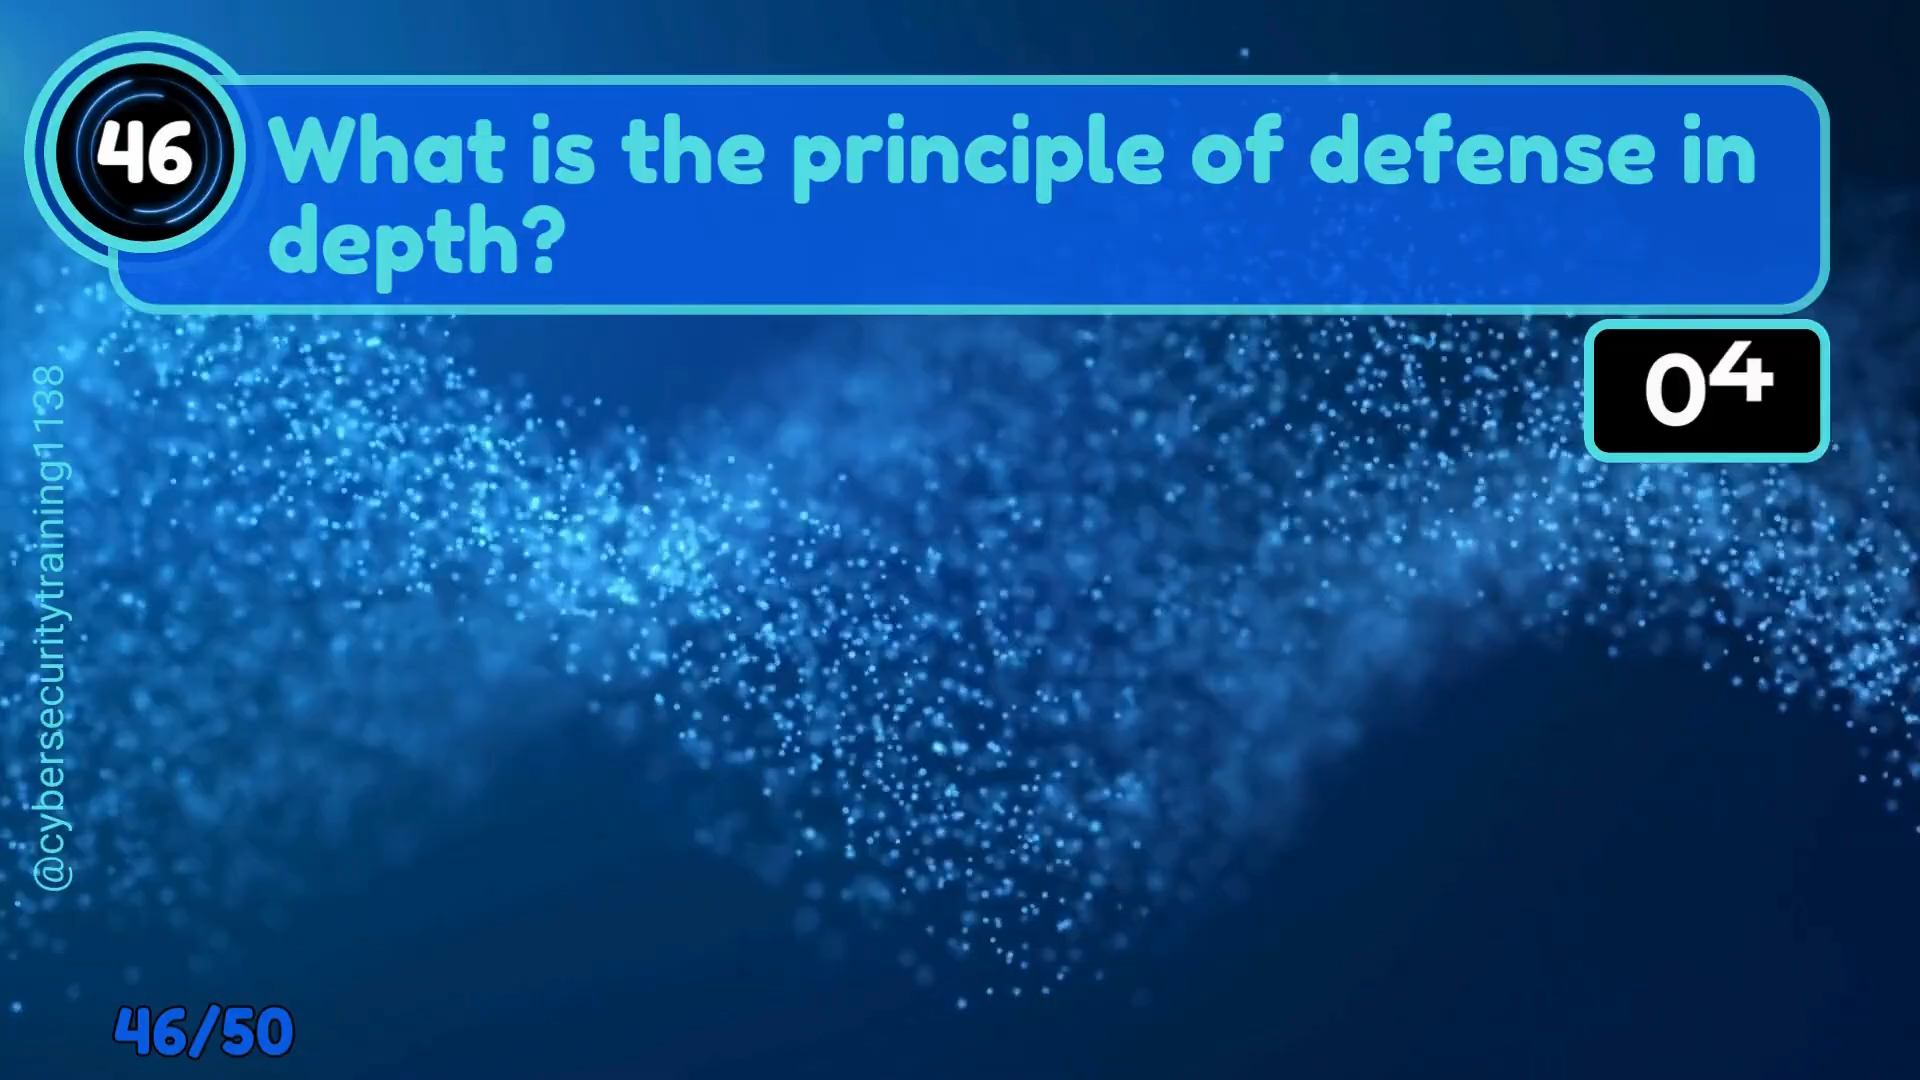 46
What is the principle of defense in
depth?
04
@cybersecuritytraining1138
46/50